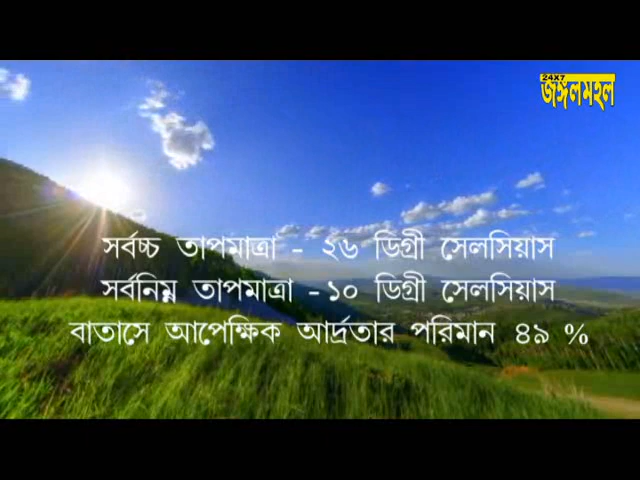 24X7
জঙ্গলমহল
সর্বচ্চ তাপমাত্রা - ২৬ ডিগ্রী সেলসিয়াস
সর্বনিম্ন তাপমাত্রা - ১০ ডিগ্রী সেলসিয়াস
বাতাসে আপেক্ষিক আর্দ্রতার পরিমান ৪৯ %